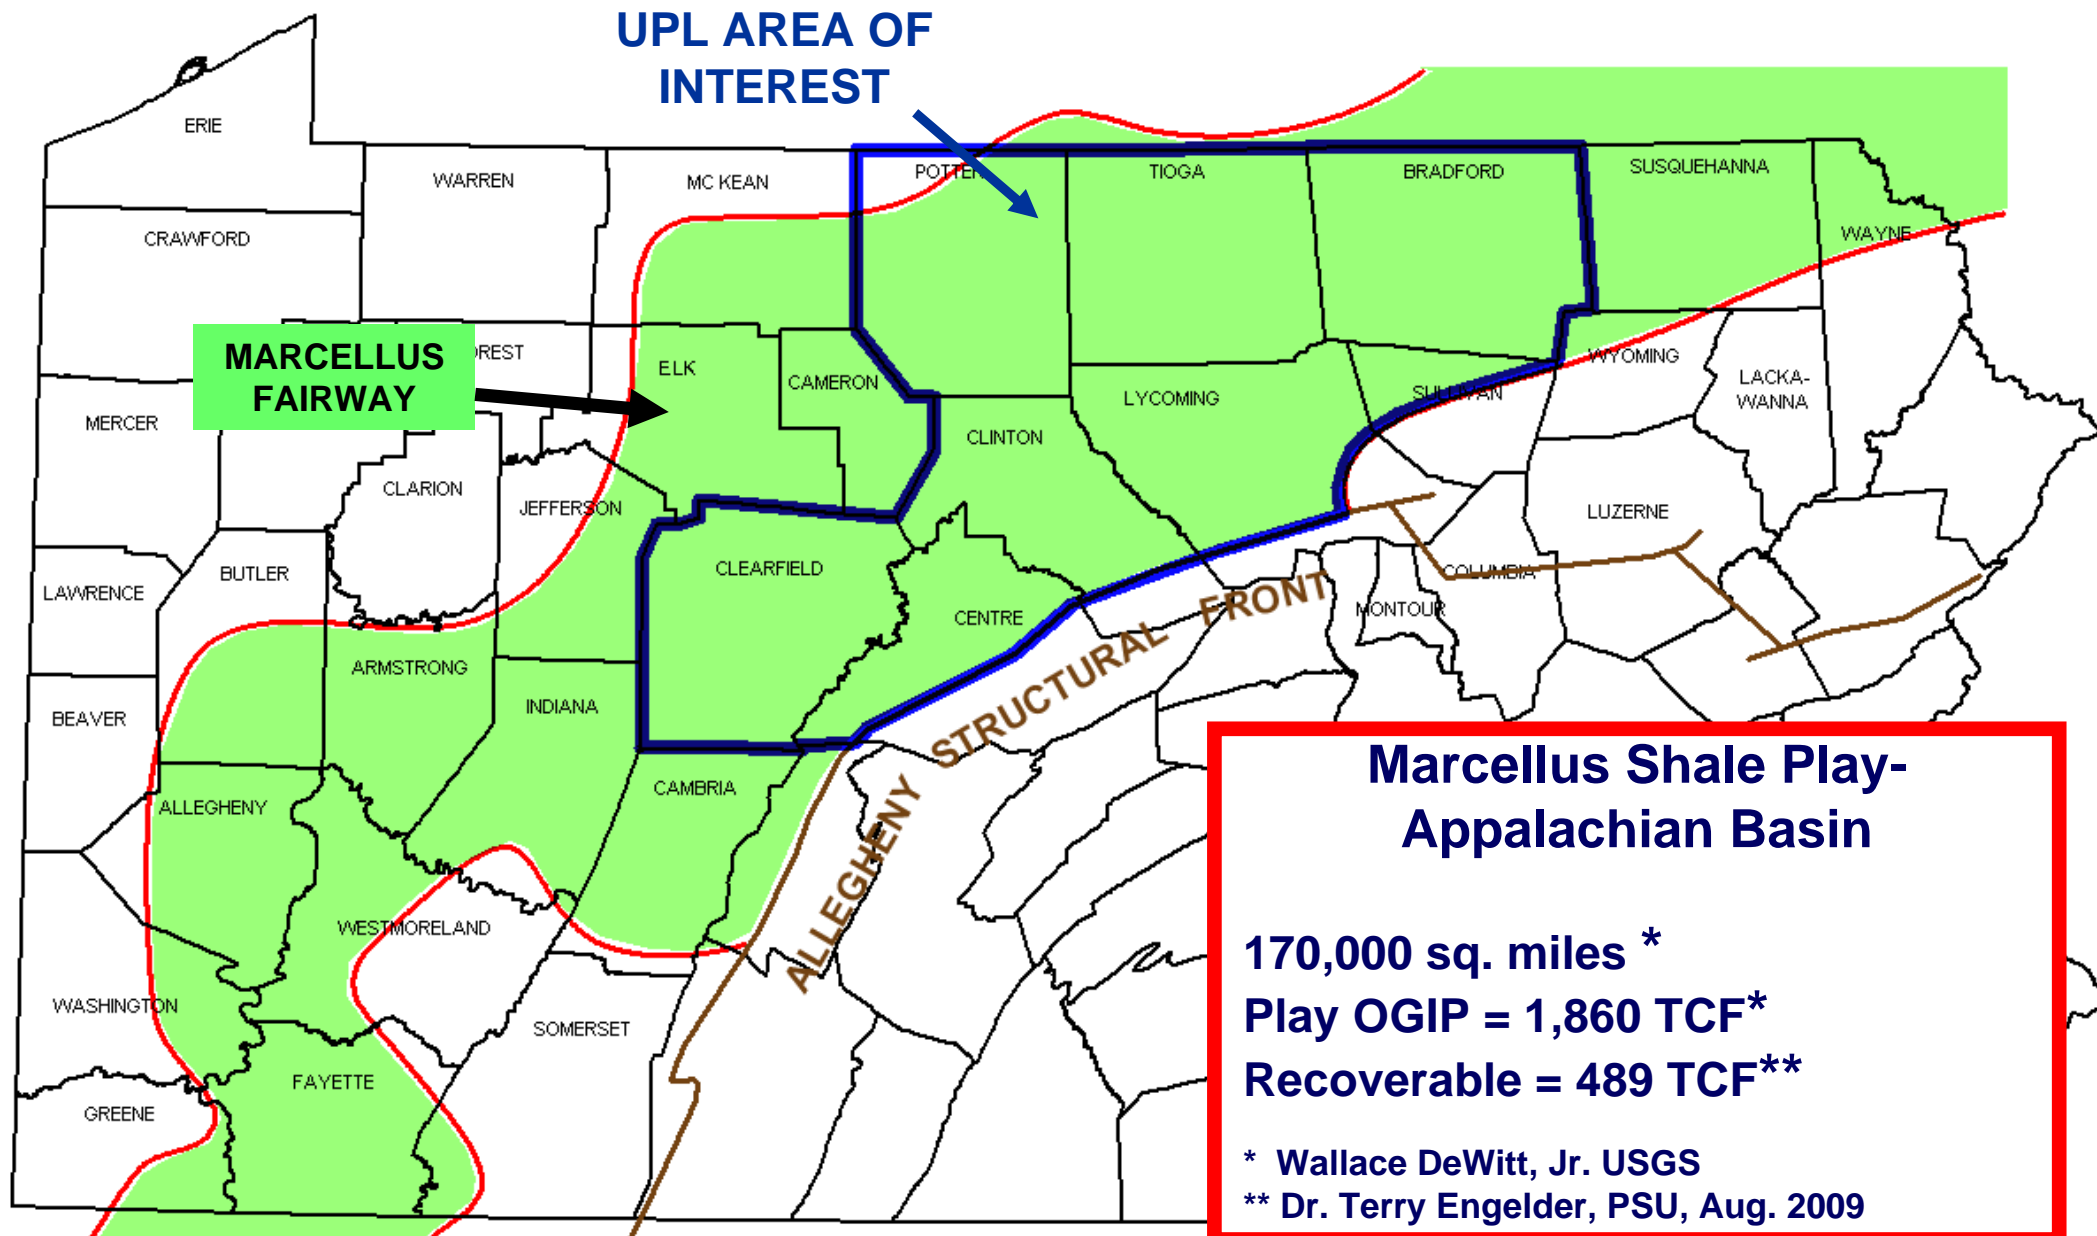 UPL AREA OF
INTEREST
ERIE
WARREN
MC KEAN
POTTER
TIOGA
BRADFORD
SUSQUEHANNA
CRAWFORD
WAYNE
MARCELLUS
FAIRWAY
OREST
ELK
CAMERON
WYOMING
LACKA-
WANNA
MERCER
LYCOMING
SULLIVAN
CLINTON
CLARION
JEFFERSON
LUZERNE
BUTLER
CLEARFIELD
COLUMBIA
LAWRENCE
CENTRE
MONTOUR
ALLEGHENY STRUCTURAL FRONT
ARMSTRONG
BEAVER
INDIANA
CAMBRIA
ALLEGHENY
WESTMORELAND
WASHINGTON
SOMERSET
FAYETTE
GREENE
Marcellus Shale Play-
Appalachian Basin
170,000 sq. miles *
Play OGIP = 1,860 TCF*
Recoverable = 489 TCF**
* Wallace DeWitt, Jr. USGS
** Dr. Terry Engelder, PSU, Aug. 2009